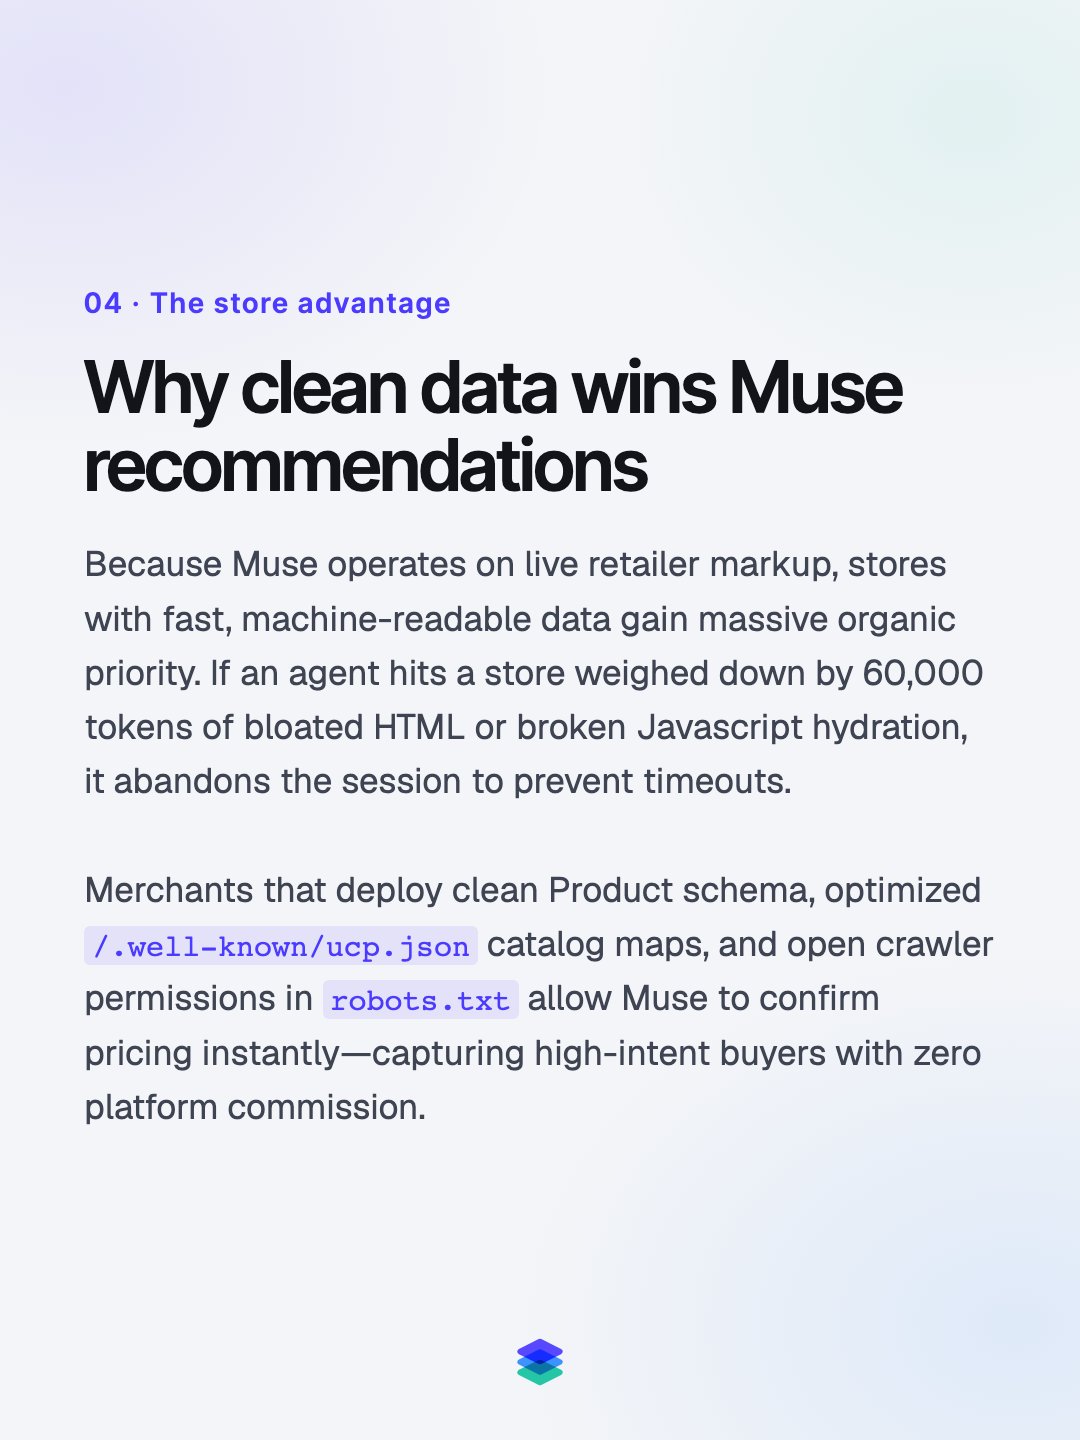 04 · The store advantage
Why clean data wins Muse
recommendations
Because Muse operates on live retailer markup, stores
with fast, machine-readable data gain massive organic
priority. If an agent hits a store weighed down by 60,000
tokens of bloated HTML or broken Javascript hydration,
it abandons the session to prevent timeouts.
Merchants that deploy clean Product schema, optimized
/.well-known/ucp.json catalog maps, and open crawler
permissions in robots.txt allow Muse to confirm
pricing instantly—capturing high-intent buyers with zero
platform commission.